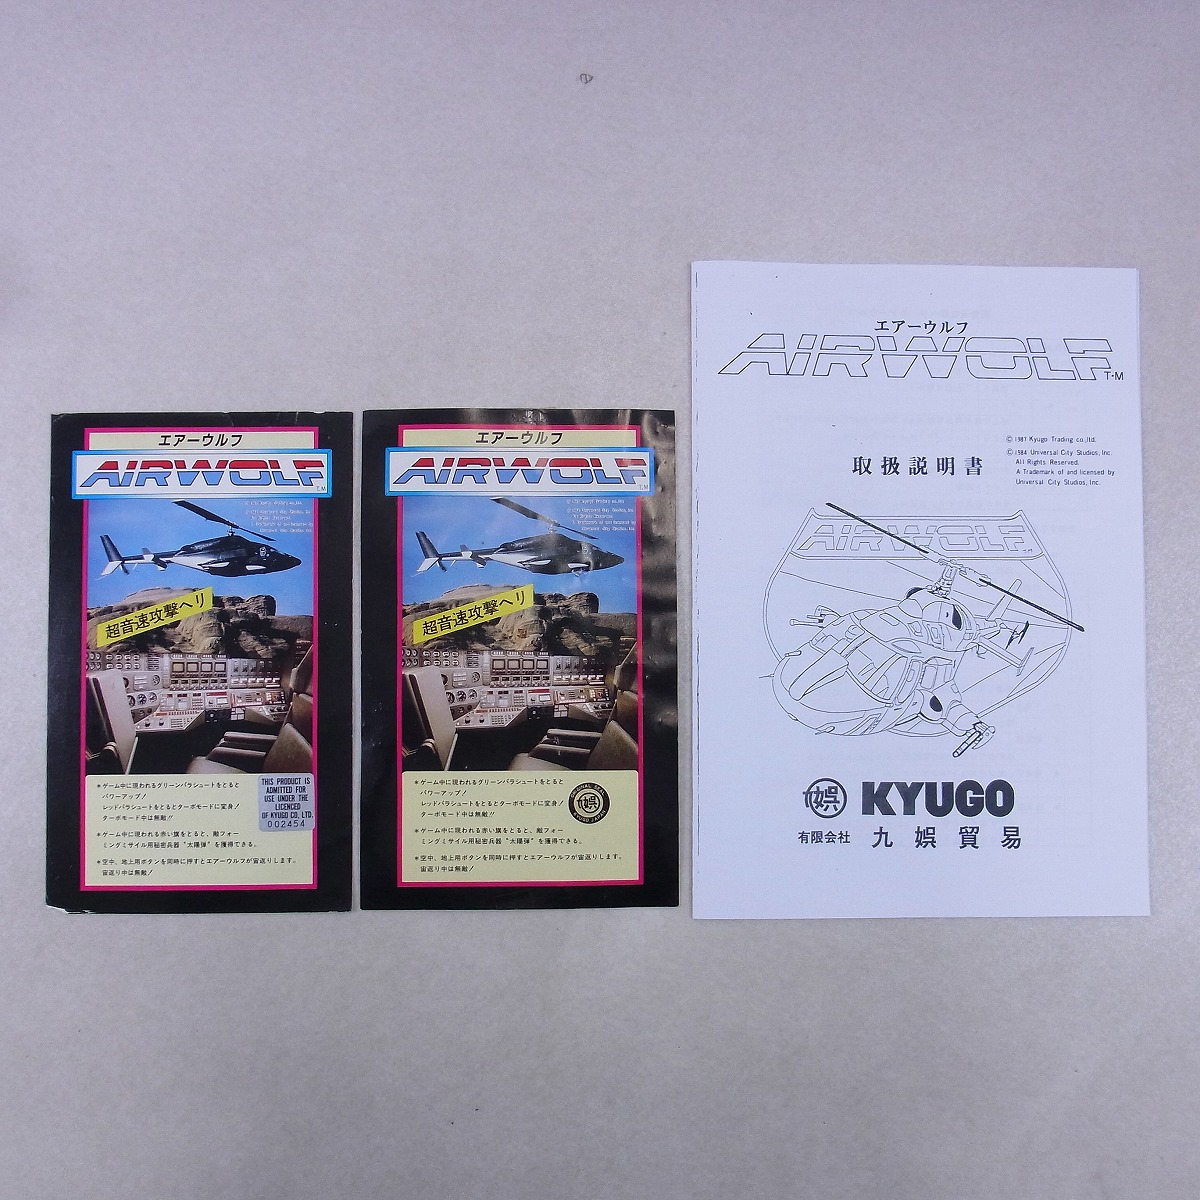 エアーウルフ
AIRWOLF
T.M
超音速攻撃ヘリ
*ゲーム中に現われるグリーンパラシュートをとると
パワーアップ!
レッドパラシュートをとるとターボモードに変身!
ターボモード中は無敵!!
*ゲーム中に現われる赤い旗をとると、敵フォー
ミングミサイル用秘密兵器"太陽弾"を獲得できる。
*空中、地上用ボタンを同時に押すとエアーウルフが宙返りします。
宙返り中は無敵!
THIS PRODUCT IS
ADMITTED FOR
USE UNDER THE
LICENCED
OF KYUGO CO., LTD.
002454
エアーウルフ
AIRWOLF
T.M
超音速攻撃ヘリ
*ゲーム中に現われるグリーンパラシュートをとると
パワーアップ!
レッドパラシュートをとるとターボモードに変身!
ターボモード中は無敵!!
*ゲーム中に現われる赤い旗をとると、敵フォー
ミングミサイル用秘密兵器"太陽弾"を獲得できる。
*空中、地上用ボタンを同時に押すとエアーウルフが宙返りします。
宙返り中は無敵!
娯
エアーウルフ
AIRWOLF
T・M
© 1987 Kyugo Trading co.,ltd.
© 1984 Universal City Studios, Inc.
All Rights Reserved.
A Trademark of and licensed by
Universal City Studios, Inc.
取扱説明書
AIRWOLF
娯 KYUGO
有限会社 九娯貿易